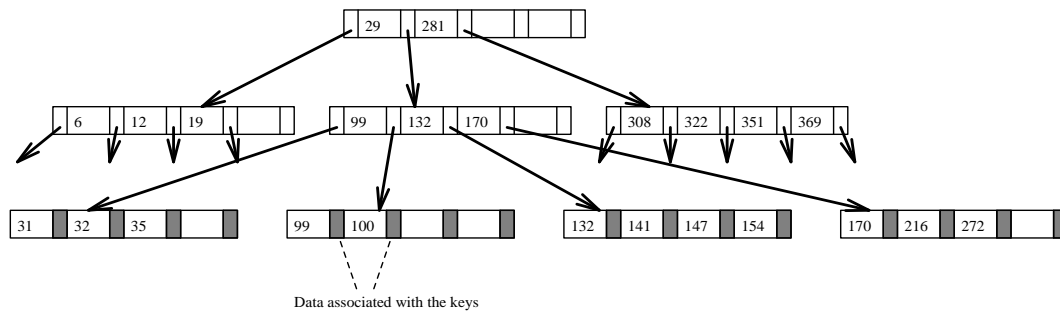 29 281
6 12 19 99 132 170 308 322 351 369
31 32 35 99 100 132 141 147 154 170 216 272
Data associated with the keys